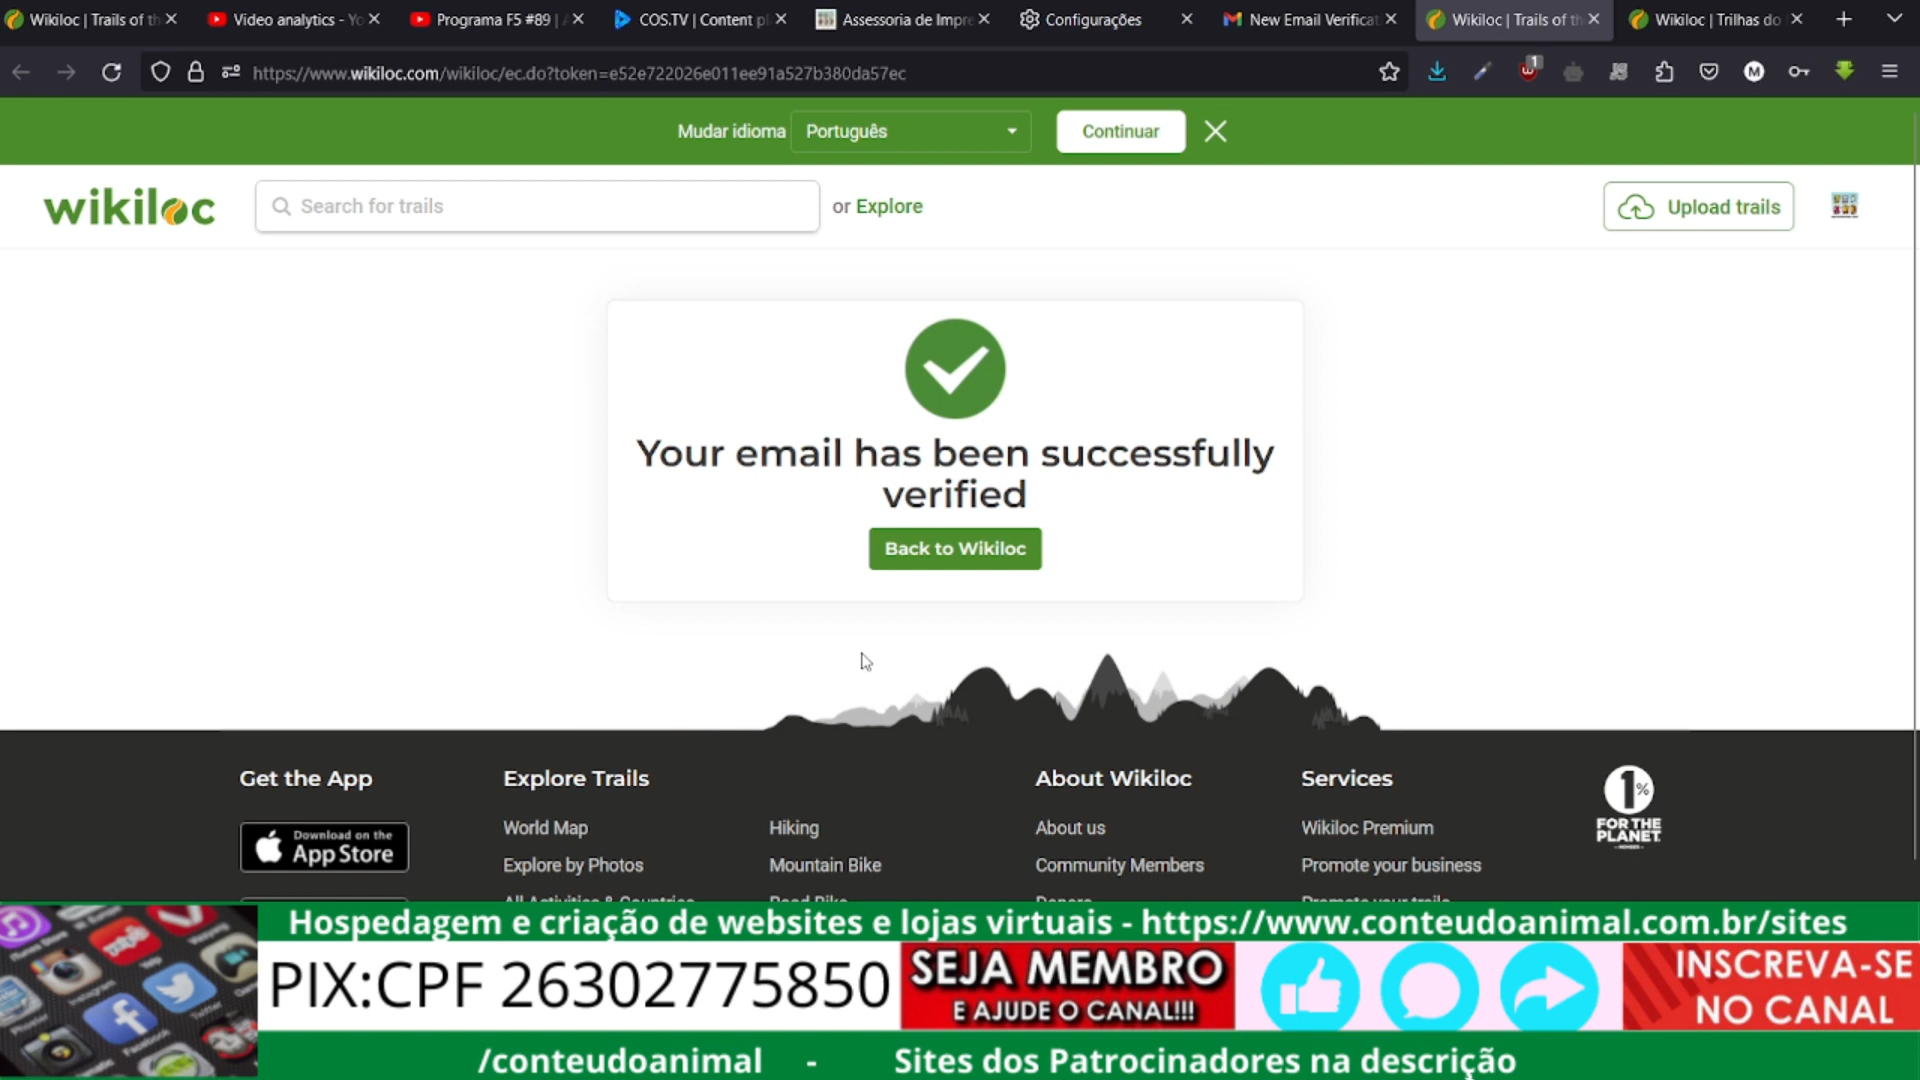 Wikiloc | Trails of th
Video analytics - Yo
Programa F5 #89 | A
COS.TV | Content pl
Assessoria de Impre
Configurações
New Email Verificat
Wikiloc | Trails of th
Wikiloc | Trilhas do
https://www.wikiloc.com/wikiloc/ec.do?token=e52e722026e011ee91a527b380da57ec
1
M
Mudar idioma
Português
Continuar
wikiloc
Search for trails
or Explore
Upload trails
Your email has been successfully
verified
Back to Wikiloc
Get the App
Explore Trails
About Wikiloc
Services
1%
FOR THE
PLANET
Download on the
App Store
World Map
Hiking
About us
Wikiloc Premium
Explore by Photos
Mountain Bike
Community Members
Promote your business
Hospedagem e criação de websites e lojas virtuais - https://www.conteudoanimal.com.br/sites
PIX:CPF 26302775850
SEJA MEMBRO
E AJUDE O CANAL!!!
INSCREVA-SE
NO CANAL
/conteudoanimal - Sites dos Patrocinadores na descrição